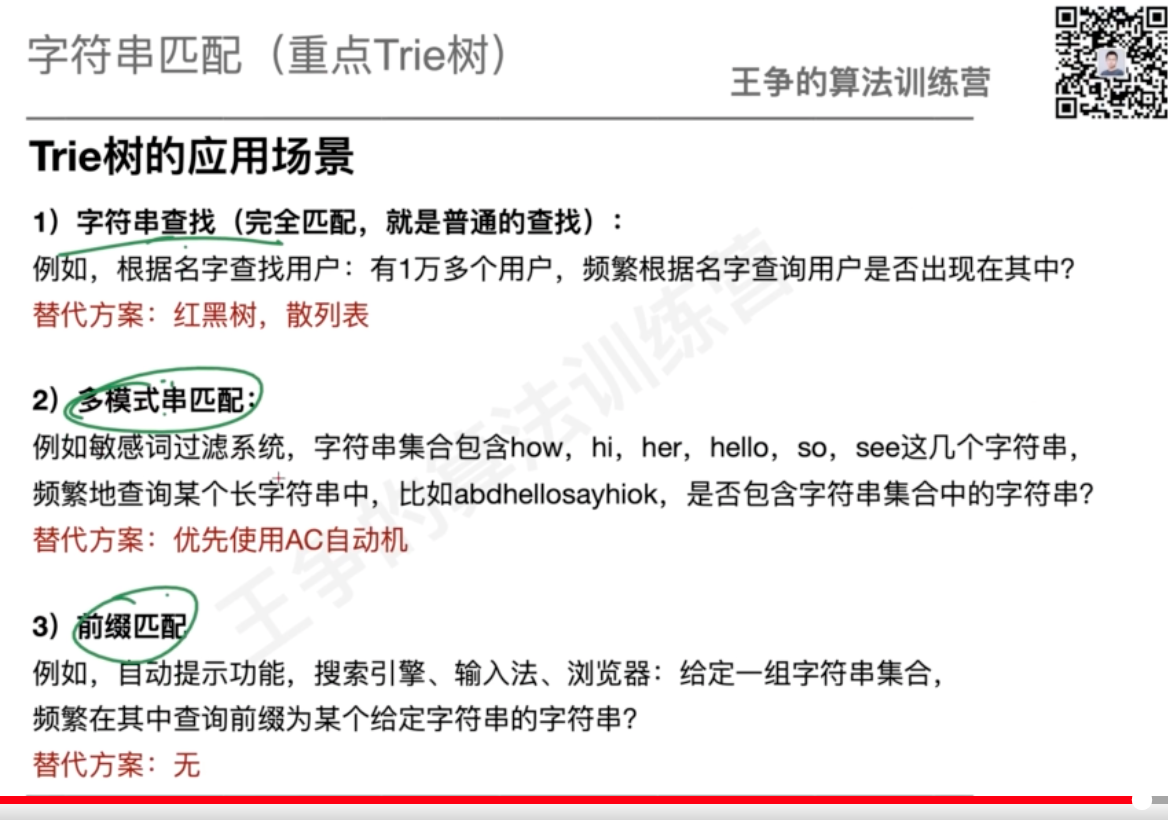 字符串匹配（重点Trie树）
王争的算法训练营
Trie树的应用场景
1）字符串查找（完全匹配，就是普通的查找）：
例如，根据名字查找用户：有1万多个用户，频繁根据名字查询用户是否出现在其中？
替代方案：红黑树，散列表
2）多模式串匹配：
例如敏感词过滤系统，字符串集合包含how，hi，her，hello，so，see这几个字符串，
频繁地查询某个长字符串中，比如abdhellosayhiok，是否包含字符串集合中的字符串？
替代方案：优先使用AC自动机
3）前缀匹配
例如，自动提示功能，搜索引擎、输入法、浏览器：给定一组字符串集合，
频繁在其中查询前缀为某个给定字符串的字符串？
替代方案：无
王争的算法训练营